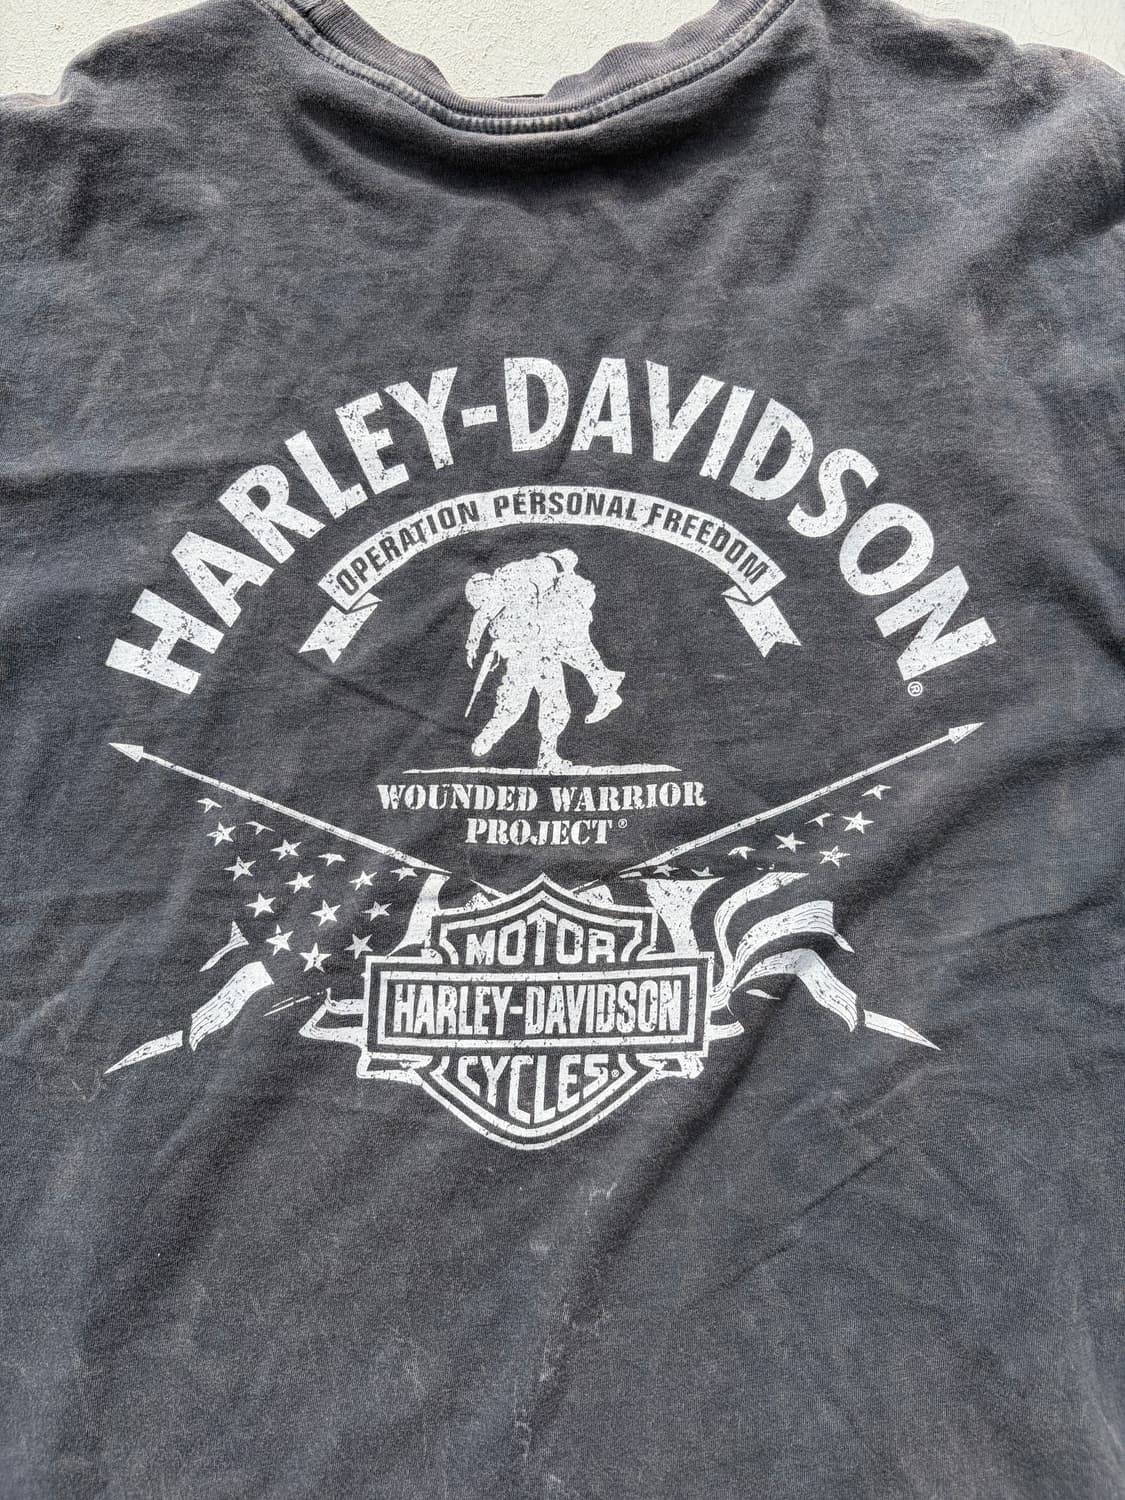 HARLEY-DAVIDSON®
OPERATION PERSONAL FREEDOM
WOUNDED WARRIOR
PROJECT®
MOTOR
HARLEY-DAVIDSON
CYCLES®